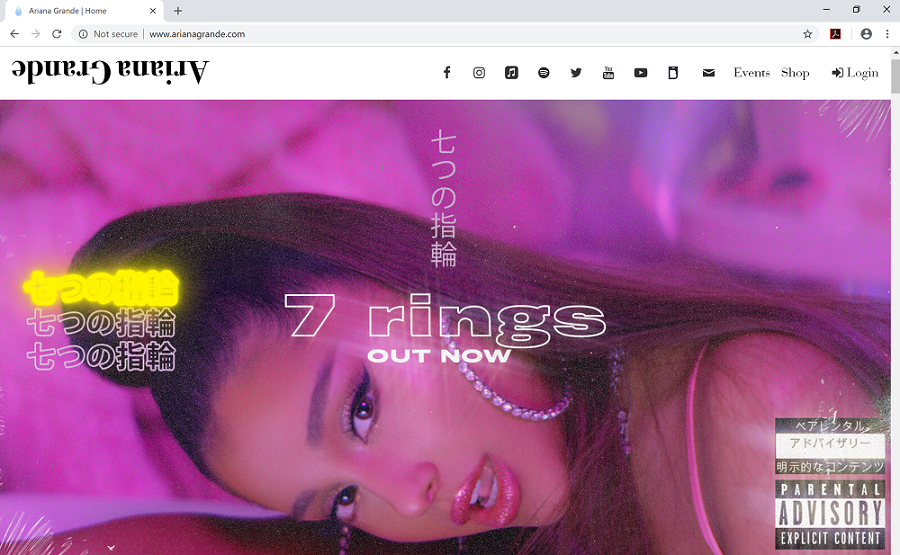 Ariana Grande | Home
Not secure | www.arianagrande.com
Ariana Grande
You Tube
Events
Shop
Login
七つの指輪
七つの指輪
七つの指輪
七つの指輪
7 rings
OUT NOW
ペアレンタル
アドバイザリー
明示的なコンテンツ
PARENTAL
ADVISORY
EXPLICIT CONTENT